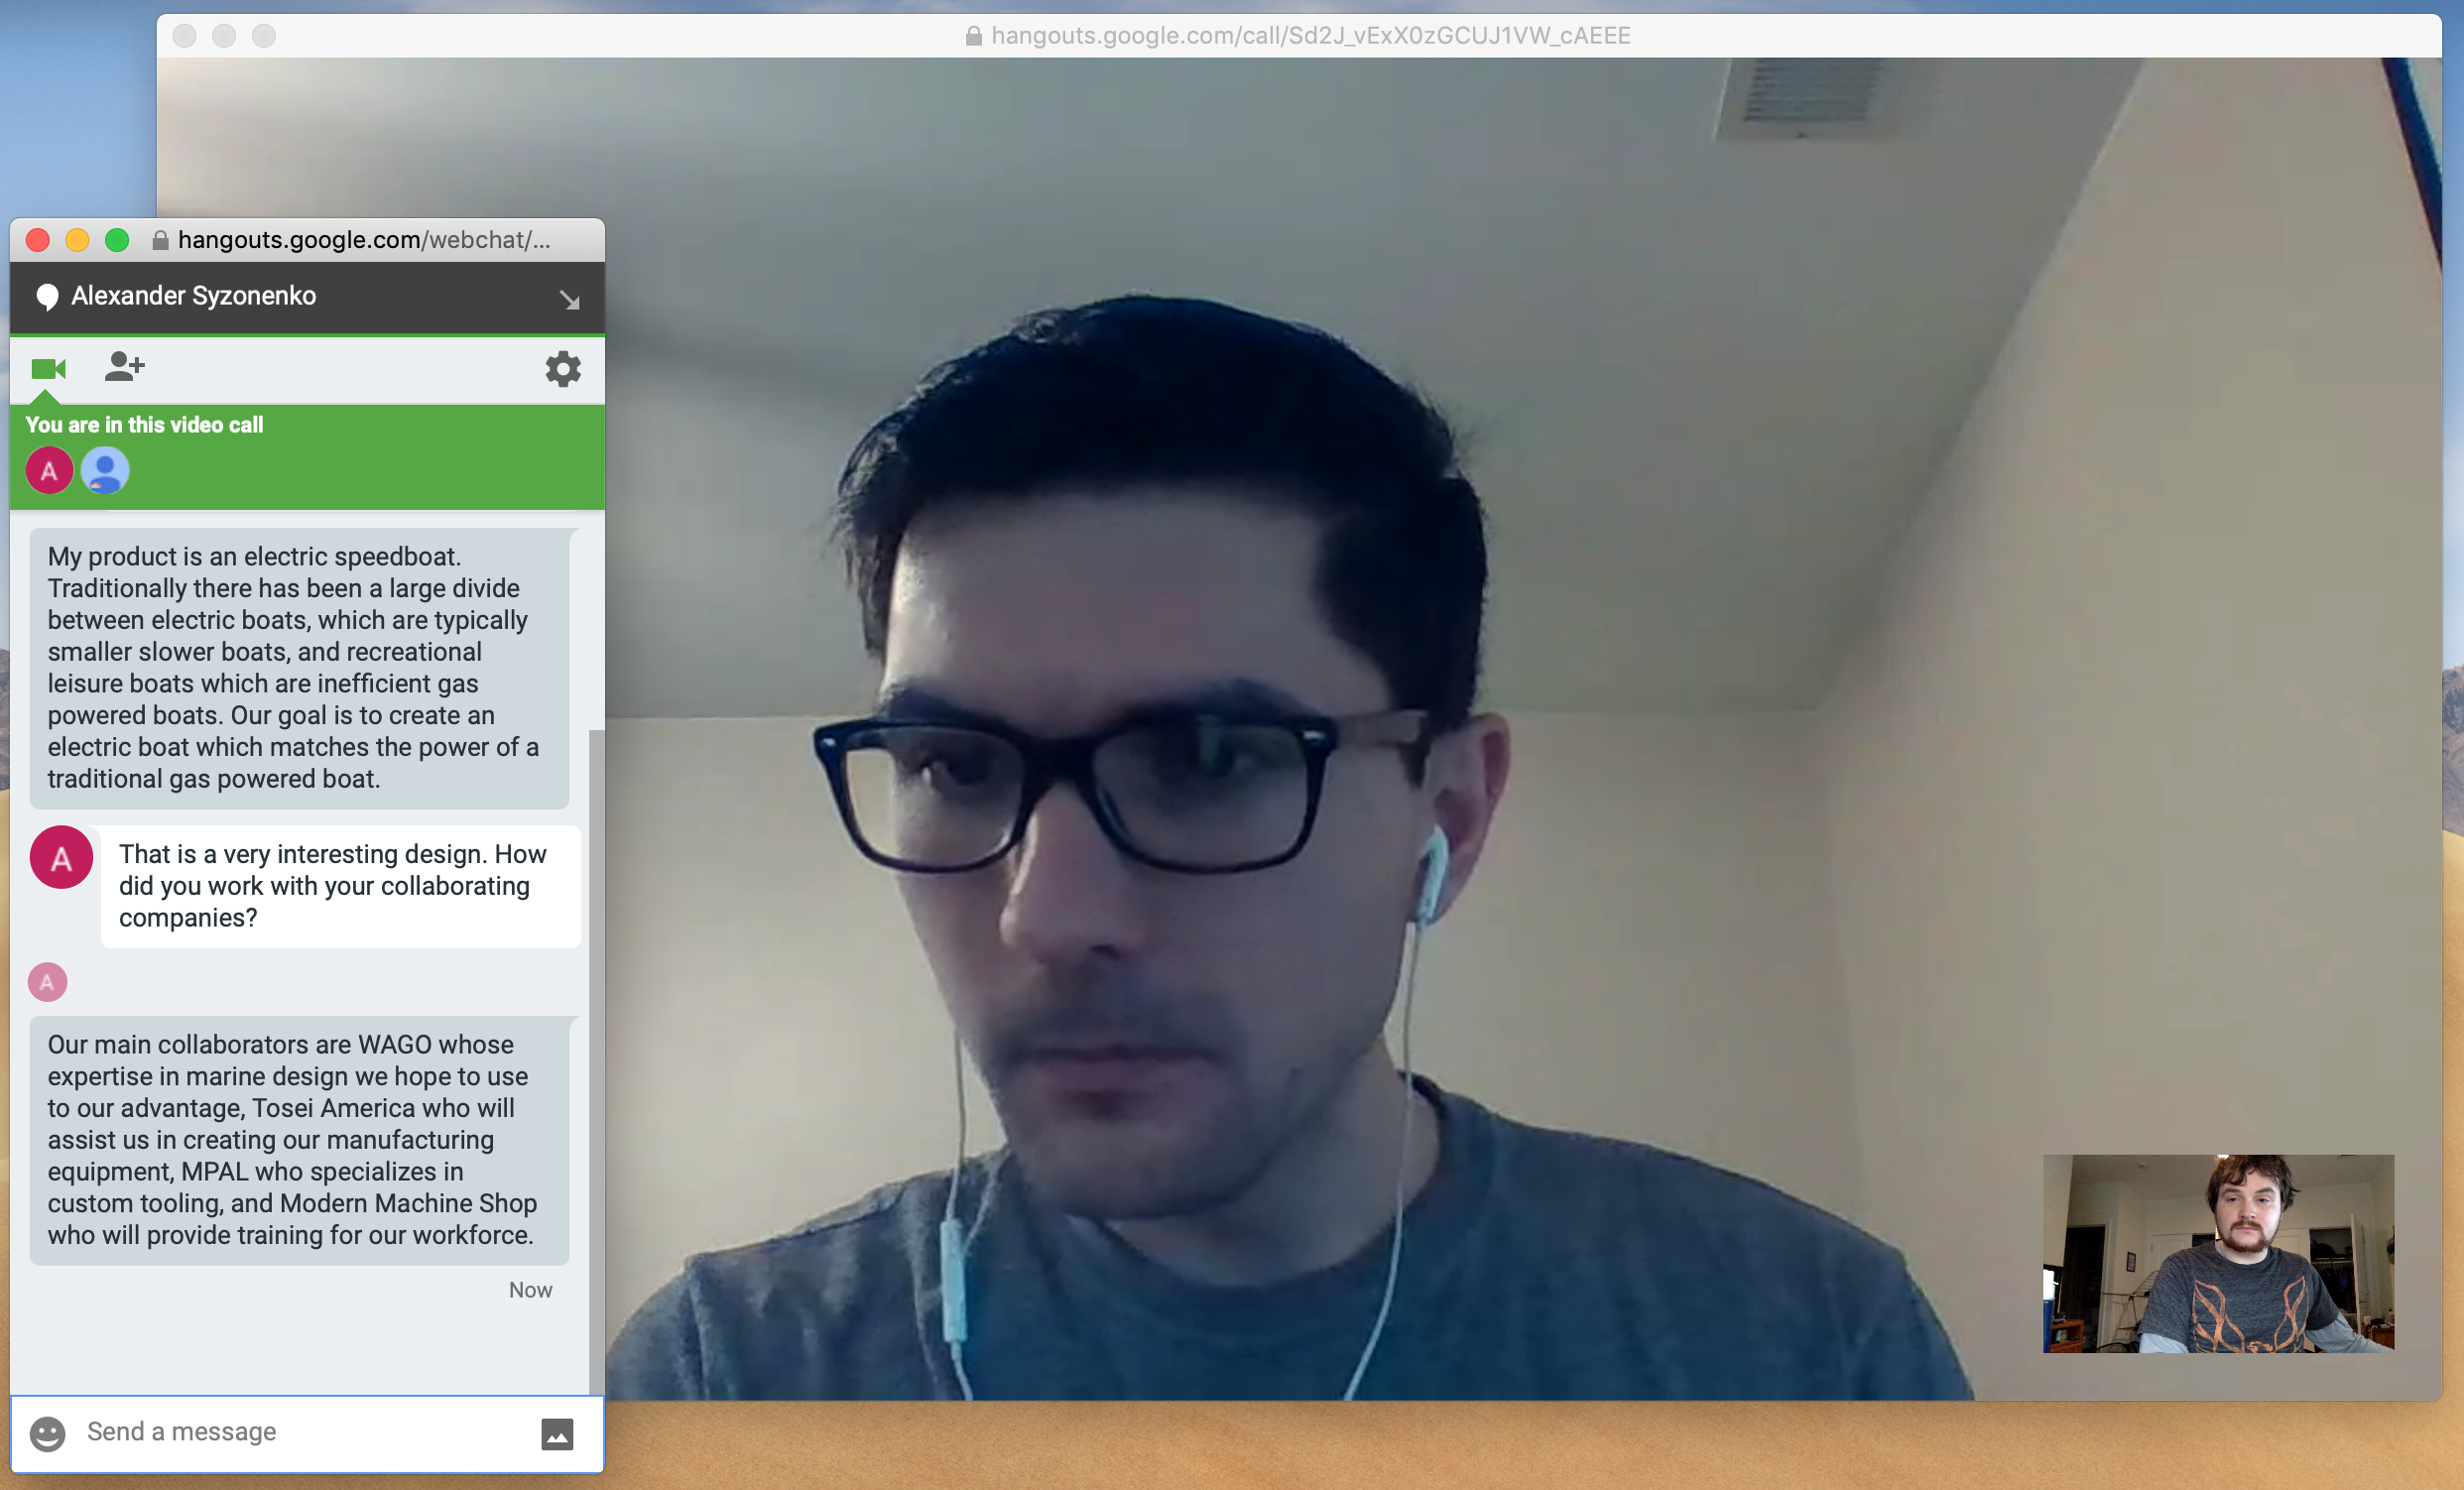 hangouts.google.com/call/Sd2J_vExX0zGCUJ1VW_cAEEE
hangouts.google.com/webchat/...
Alexander Syzonenko
You are in this video call
A
My product is an electric speedboat.
Traditionally there has been a large divide
between electric boats, which are typically
smaller slower boats, and recreational
leisure boats which are inefficient gas
powered boats. Our goal is to create an
electric boat which matches the power of a
traditional gas powered boat.
A
That is a very interesting design. How
did you work with your collaborating
companies?
A
Our main collaborators are WAGO whose
expertise in marine design we hope to use
to our advantage, Tosei America who will
assist us in creating our manufacturing
equipment, MPAL who specializes in
custom tooling, and Modern Machine Shop
who will provide training for our workforce.
Now
Send a message